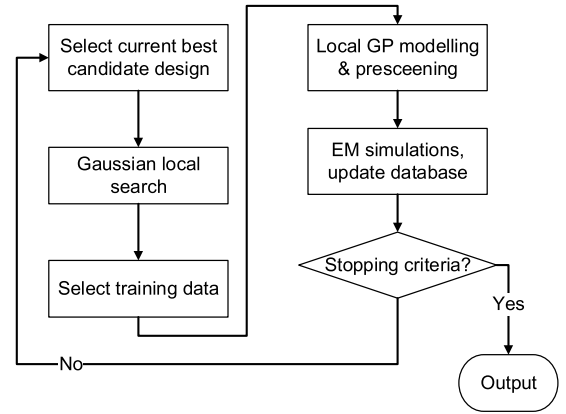 Select current best
candidate design
Gaussian local
search
Select training data
Local GP modelling
& presceening
EM simulations,
update database
Stopping criteria?
Yes
No
Output